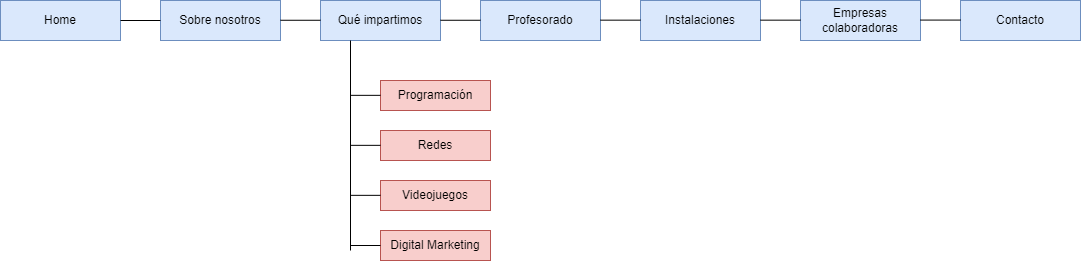 Home
Sobre nosotros
Qué impartimos
Profesorado
Instalaciones
Empresas
colaboradoras
Contacto
Programación
Redes
Videojuegos
Digital Marketing